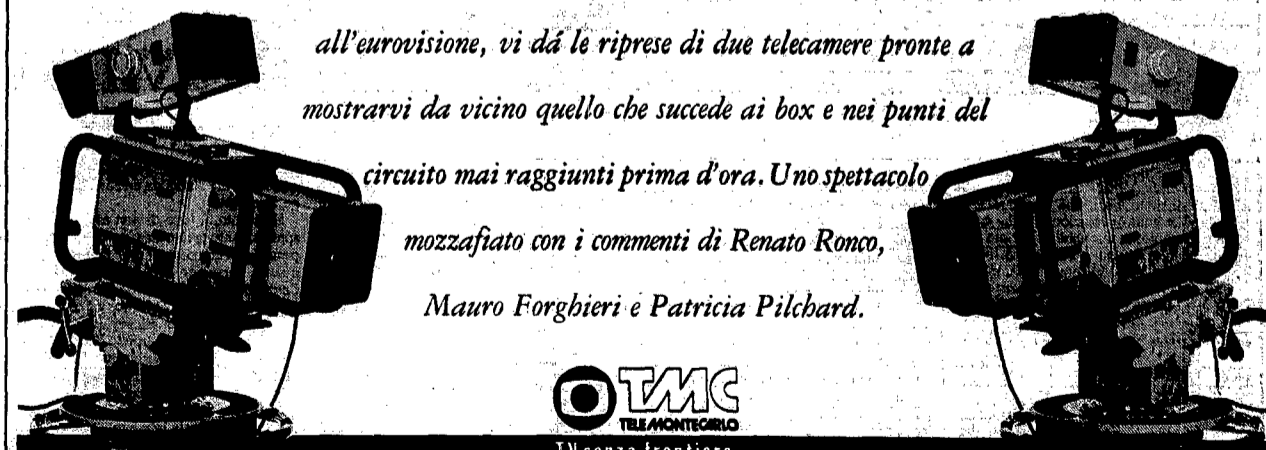 all'eurovisione, vi dá le riprese di due telecamere pronte a
mostrarvi da vicino quello che succede ai box e nei punti del
circuito mai raggiunti prima d'ora. Uno spettacolo
mozzafiato con i commenti di Renato Ronco,
Mauro Forghieri e Patricia Pilchard.
TMC
TELEMONTECARLO
TV senza frontiere